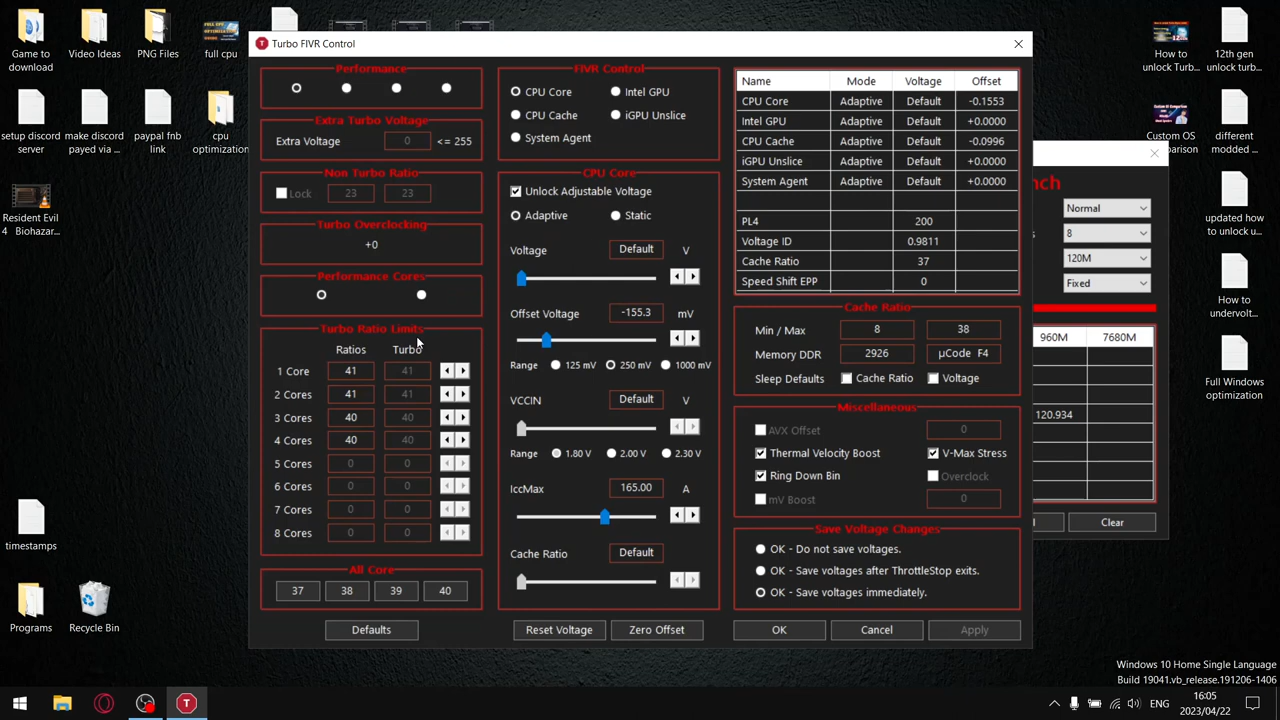 Game to
download
Video Ideas
PNG Files
full cpu
setup discord
server
make discord
payed via ...
paypal fnb
link
cpu
optimization
Resident Evil
4 Biohazar...
timestamps
Programs
Recycle Bin
Turbo FIVR Control
Performance
Extra Turbo Voltage
Extra Voltage 0 <= 255
Non Turbo Ratio
Lock 23 23
Turbo Overclocking
+0
Performance Cores
Turbo Ratio Limits
Ratios Turbo
1 Core 41 41
2 Cores 41 41
3 Cores 40 40
4 Cores 40 40
5 Cores 0 0
6 Cores 0 0
7 Cores 0 0
8 Cores 0 0
All Core
37 38 39 40
Defaults
FIVR Control
CPU Core Intel GPU
CPU Cache iGPU Unslice
System Agent
CPU Core
Unlock Adjustable Voltage
Adaptive Static
Voltage Default V
Offset Voltage -155.3 mV
Range 125 mV 250 mV 1000 mV
VCCIN Default V
Range 1.80 V 2.00 V 2.30 V
IccMax 165.00 A
Cache Ratio Default
Reset Voltage Zero Offset
Name Mode Voltage Offset
CPU Core Adaptive Default -0.1553
Intel GPU Adaptive Default +0.0000
CPU Cache Adaptive Default -0.0996
iGPU Unslice Adaptive Default +0.0000
System Agent Adaptive Default +0.0000
PL4 200
Voltage ID 0.9811
Cache Ratio 37
Speed Shift EPP 0
Cache Ratio
Min / Max 8 38
Memory DDR 2926 µCode F4
Sleep Defaults Cache Ratio Voltage
Miscellaneous
AVX Offset 0
Thermal Velocity Boost V-Max Stress
Ring Down Bin Overclock
mV Boost 0
Save Voltage Changes
OK - Do not save voltages.
OK - Save voltages after ThrottleStop exits.
OK - Save voltages immediately.
OK Cancel Apply
Normal
8
120M
Fixed
960M 7680M
120.934
Clear
How to
unlock Turb...
12th gen
unlock turb...
Custom OS
different
modded ...
updated how
to unlock u...
How to
undervolt...
Full Windows
optimization
Windows 10 Home Single Language
Build 19041.vb_release.191206-1406
ENG
16:05
2023/04/22